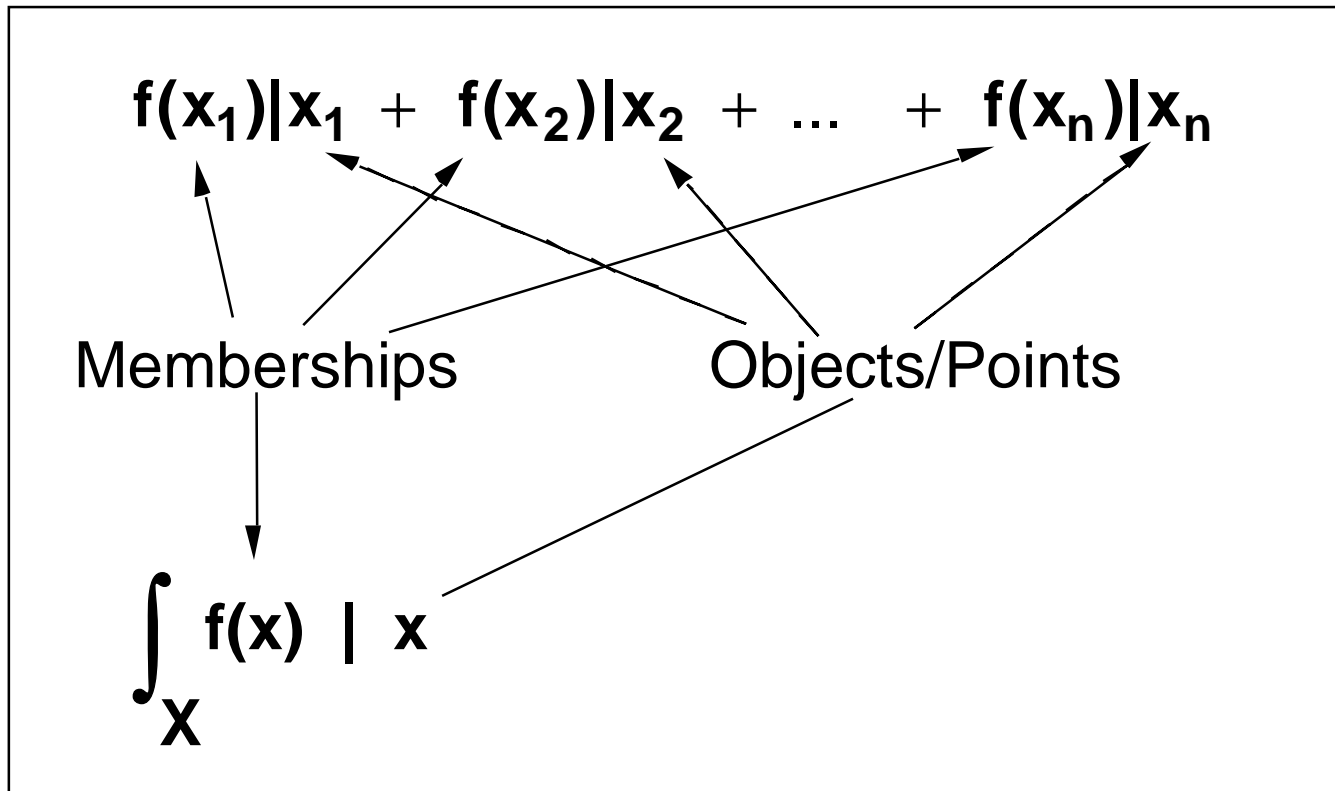 f(x₁)|x₁ + f(x₂)|x₂ + ... + f(xₙ)|xₙ
Memberships Objects/Points
∫ f(x) | x
X